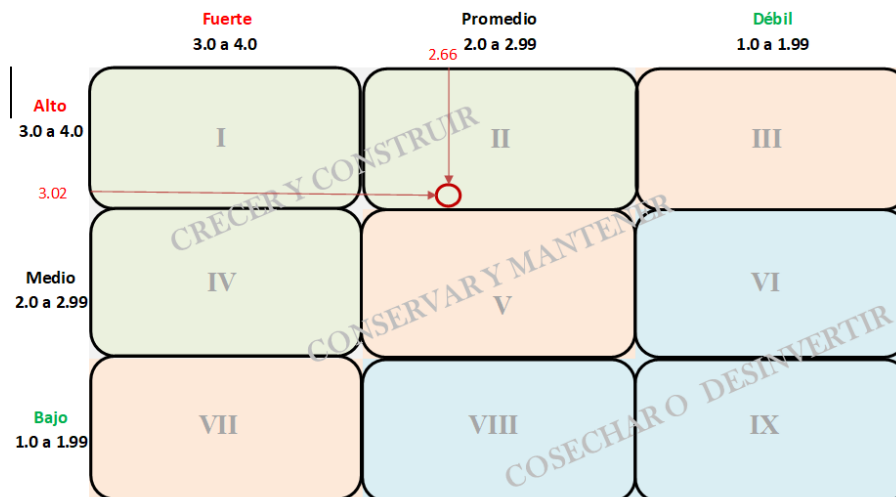 Fuerte
3.0 a 4.0
Promedio
2.0 a 2.99
Débil
1.0 a 1.99
2.66
Alto
3.0 a 4.0
3.02
I
II
III
CRECER Y CONSTRUIR
Medio
2.0 a 2.99
IV
V
VI
CONSERVAR Y MANTENER
Bajo
1.0 a 1.99
VII
VIII
IX
COSECHAR O DESINVERTIR